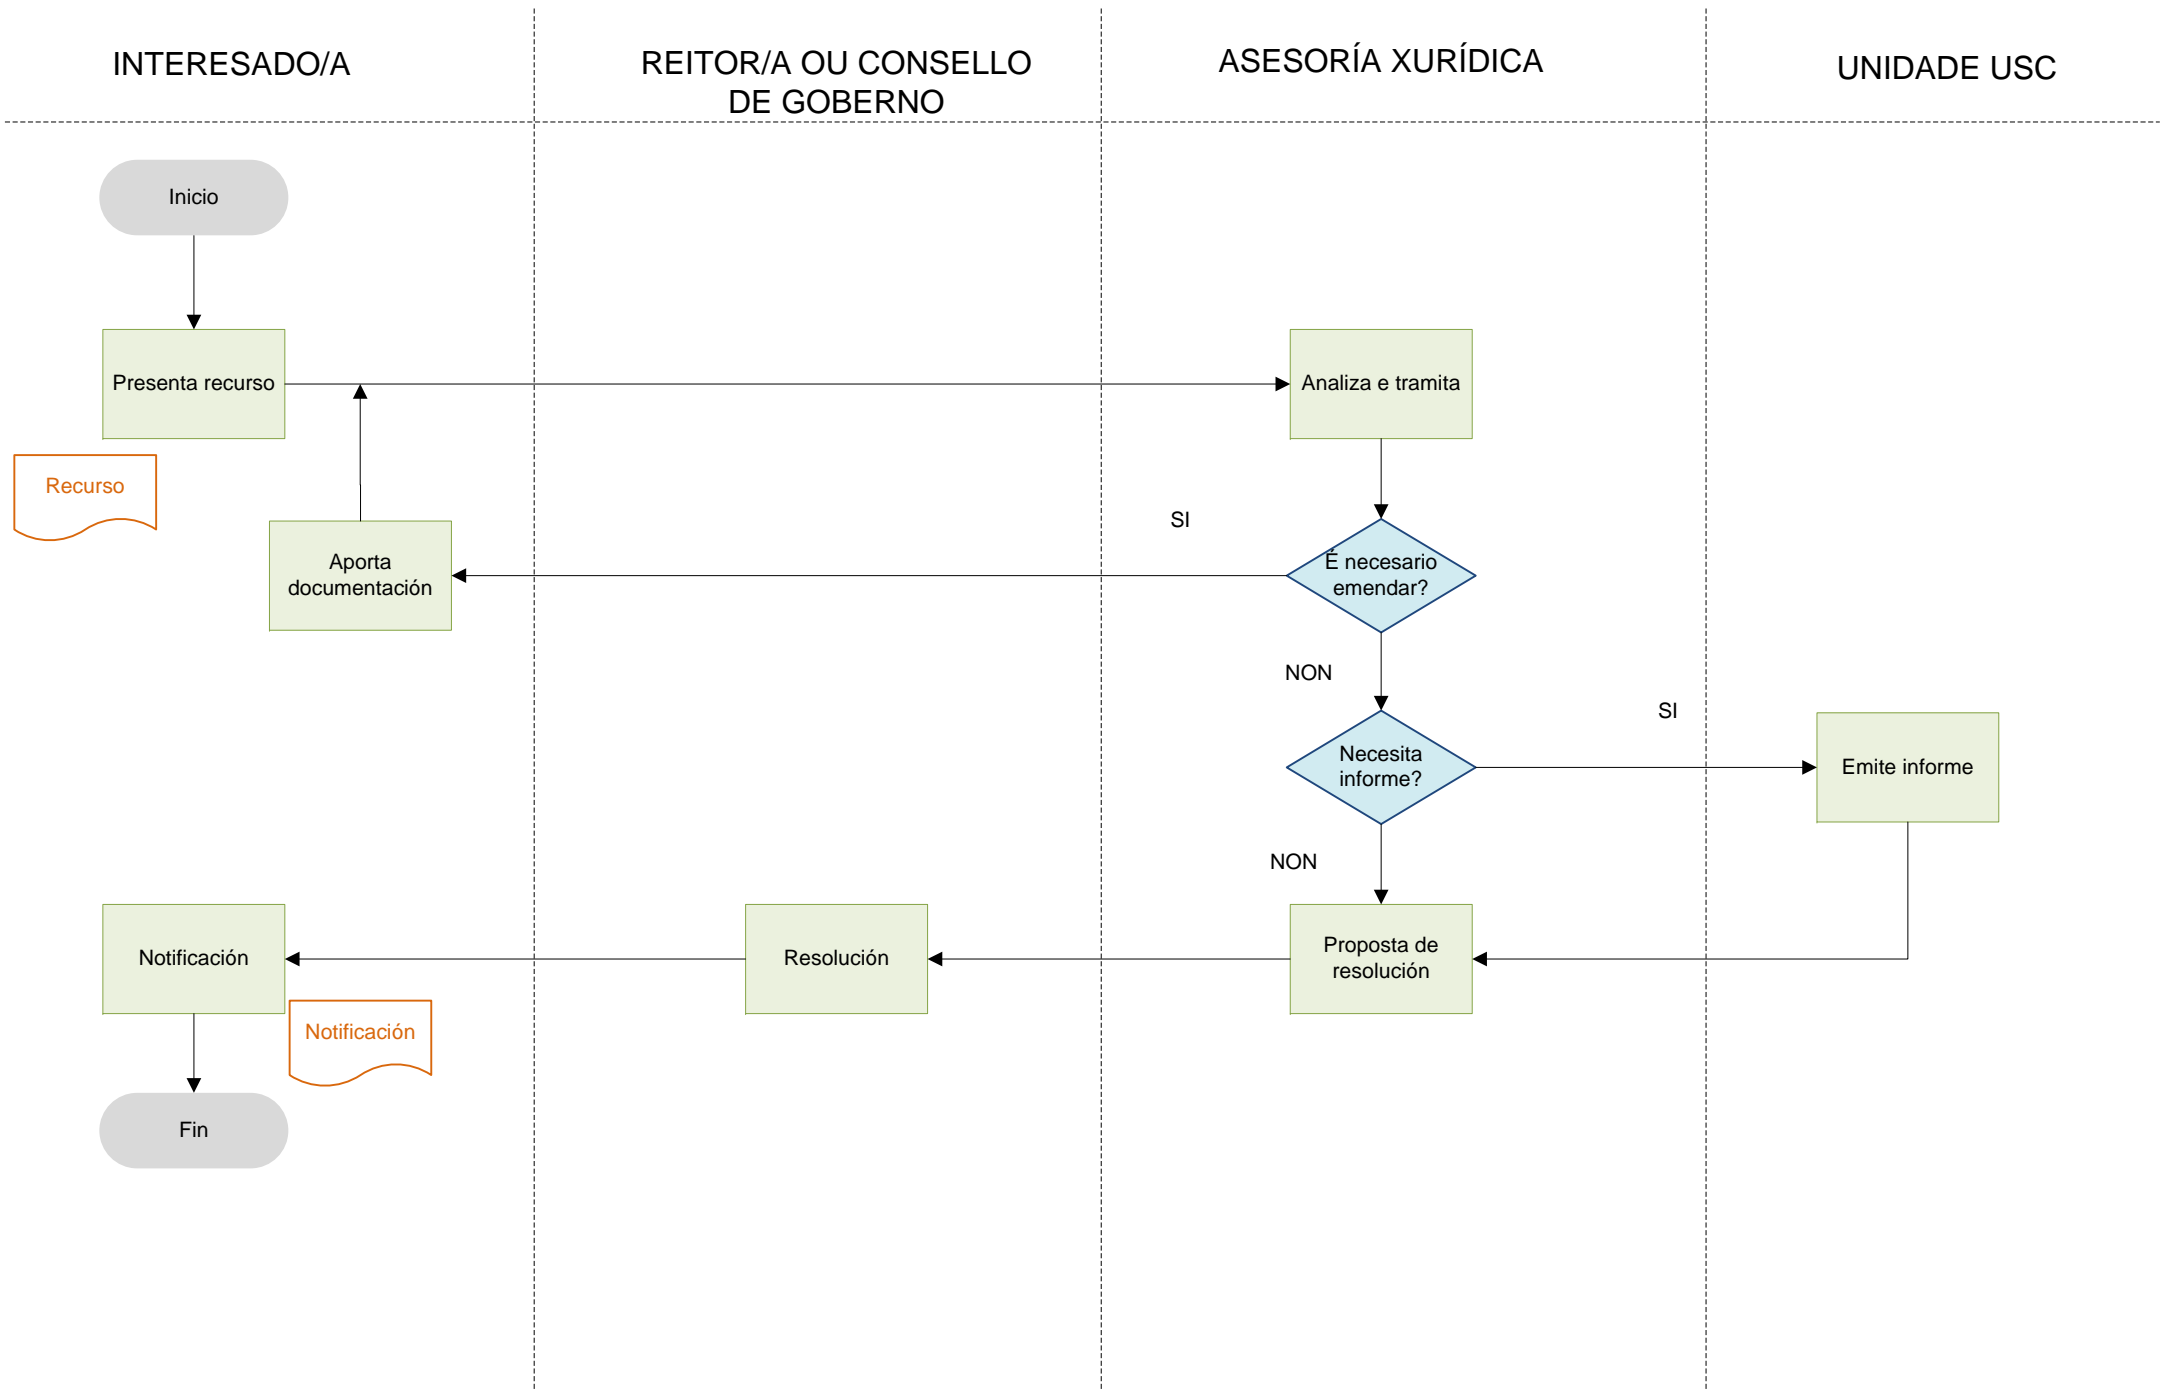 INTERESADO/A
REITOR/A OU CONSELLO
DE GOBERNO
ASESORÍA XURÍDICA
UNIDADE USC
Inicio
Presenta recurso
Analiza e tramita
Recurso
SI
Aporta
documentación
É necesario
emendar?
NON
SI
Necesita
informe?
Emite informe
NON
Notificación
Resolución
Proposta de
resolución
Notificación
Fin